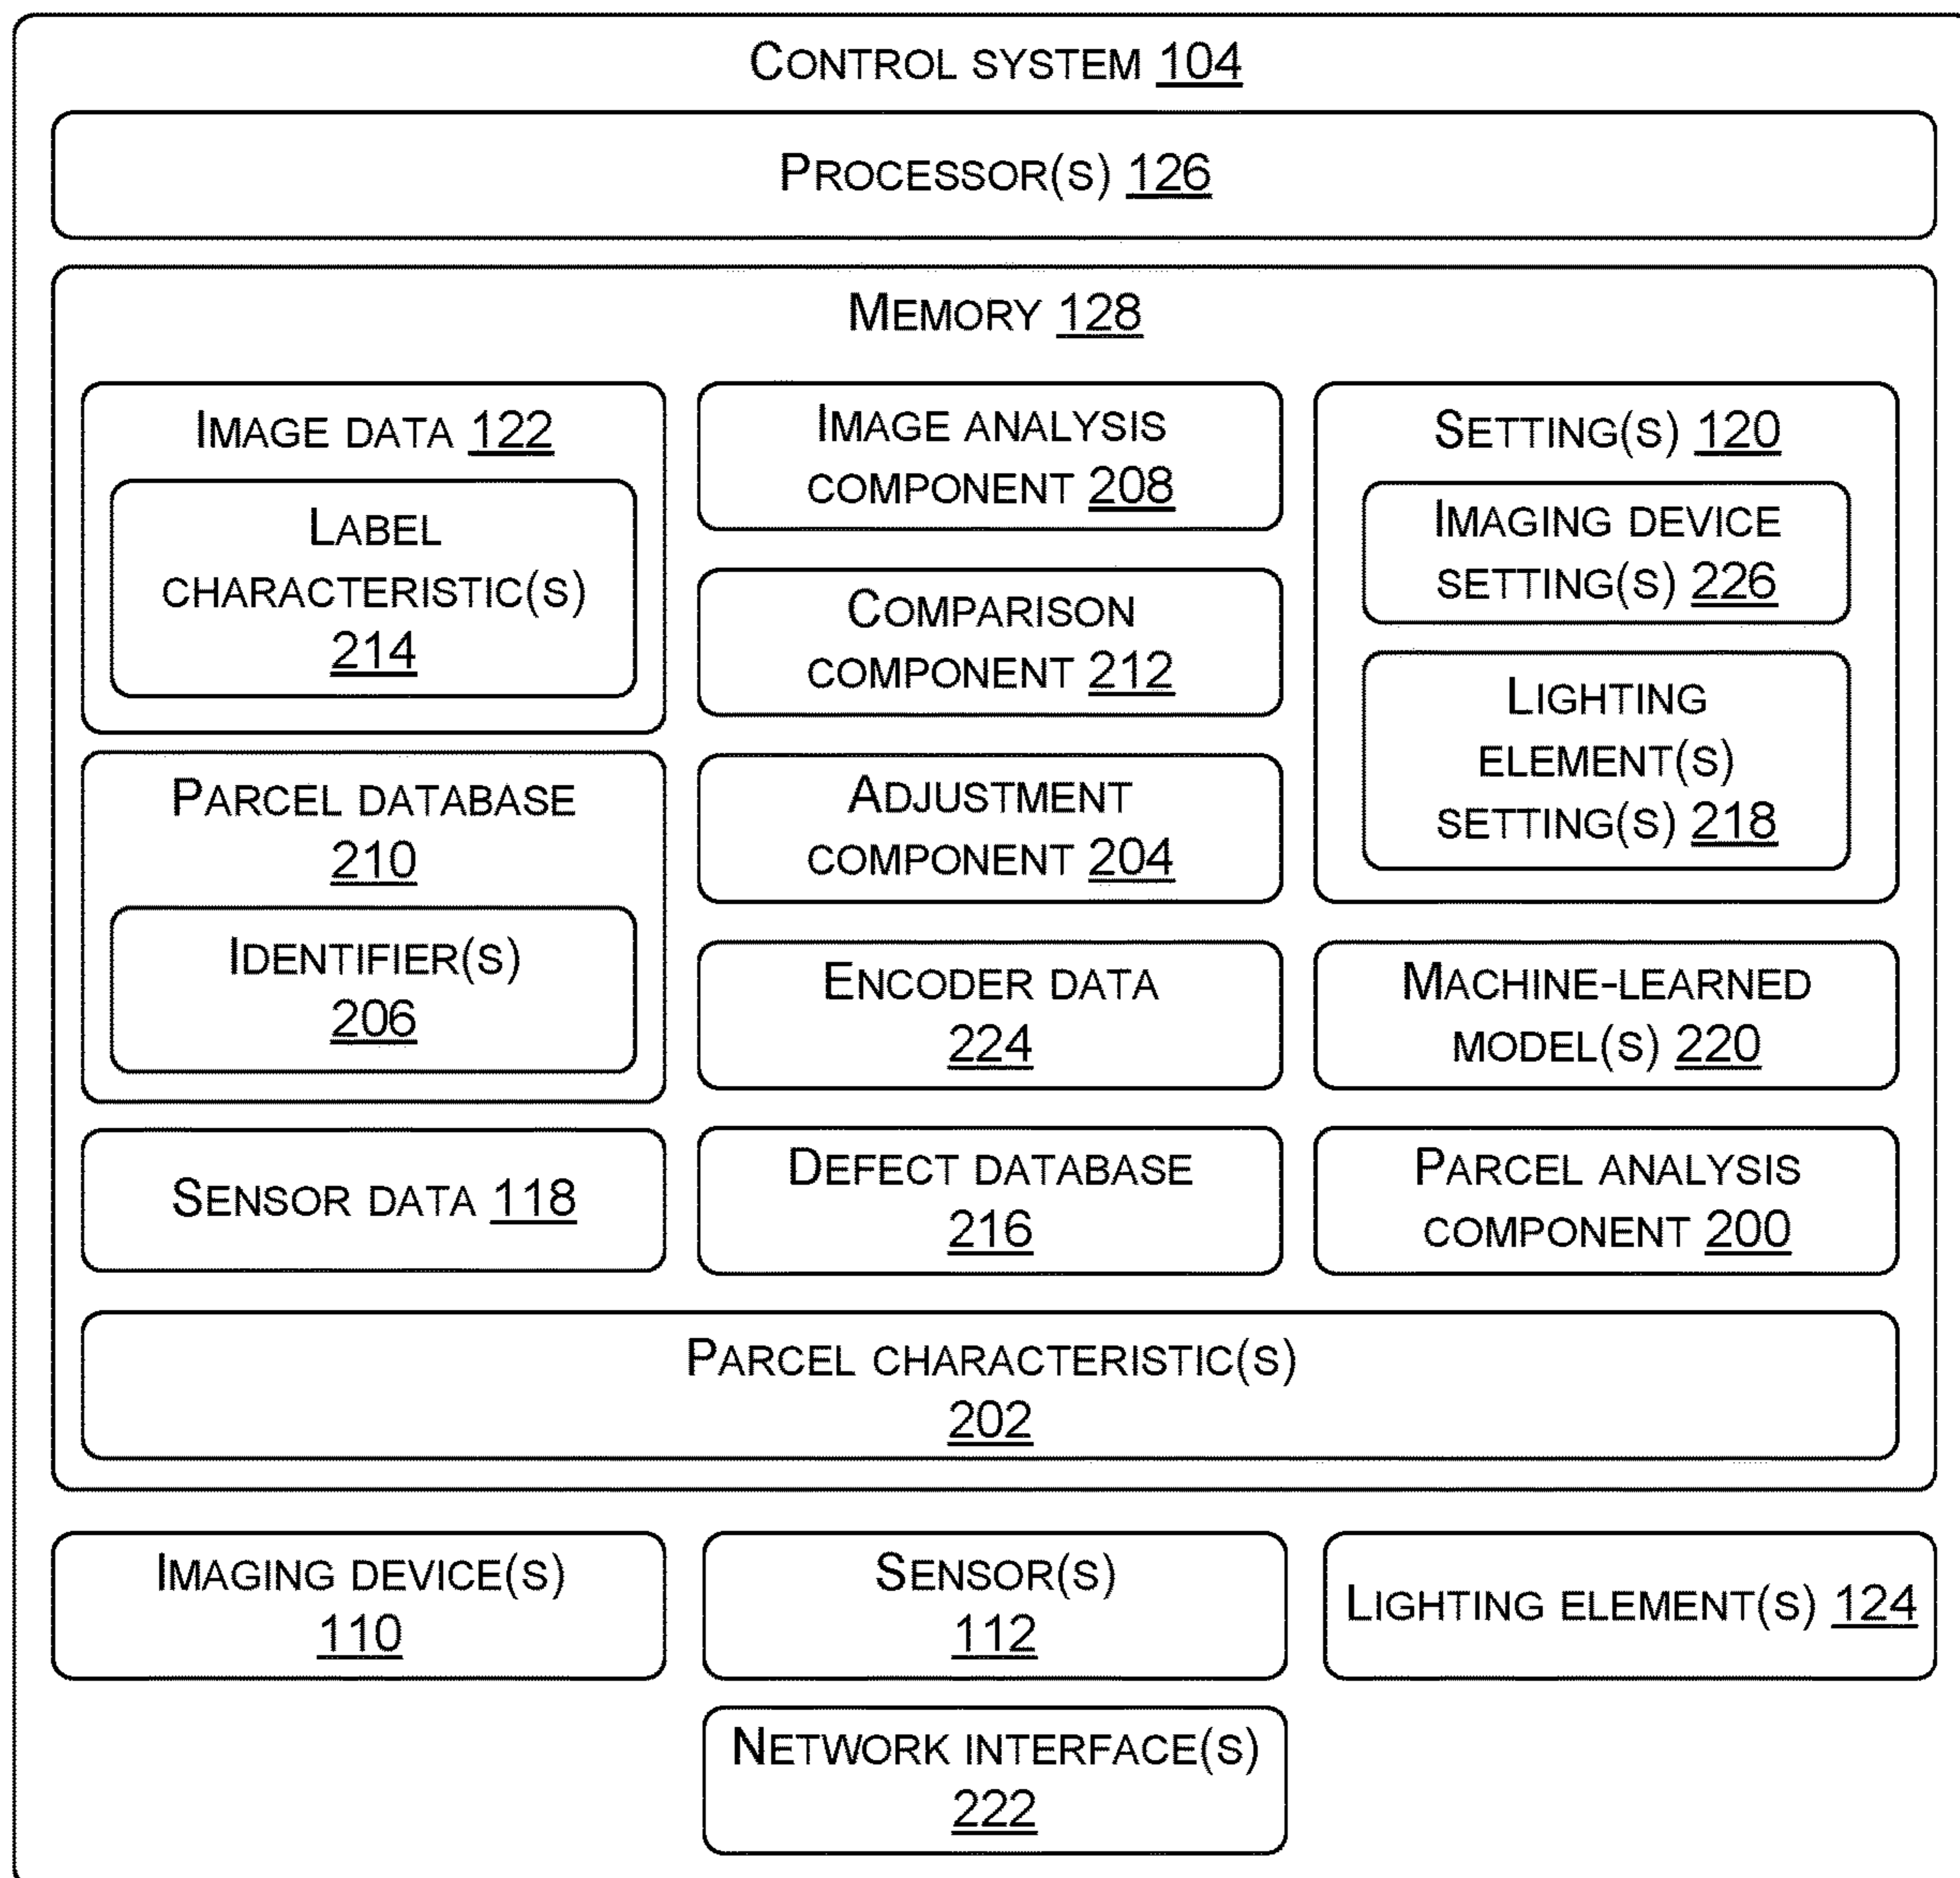 CONTROL SYSTEM 104
PROCESSOR(S) 126
MEMORY 128
IMAGE DATA 122
LABEL
CHARACTERISTIC(S)
214
PARCEL DATABASE
210
IDENTIFIER(S)
206
SENSOR DATA 118
IMAGE ANALYSIS
COMPONENT 208
COMPARISON
COMPONENT 212
ADJUSTMENT
COMPONENT 204
ENCODER DATA
224
DEFECT DATABASE
216
SETTING(S) 120
IMAGING DEVICE
SETTING(S) 226
LIGHTING
ELEMENT(S)
SETTING(S) 218
MACHINE-LEARNED
MODEL(S) 220
PARCEL ANALYSIS
COMPONENT 200
PARCEL CHARACTERISTIC(S)
202
IMAGING DEVICE(S)
110
SENSOR(S)
112
LIGHTING ELEMENT(S) 124
NETWORK INTERFACE(S)
222